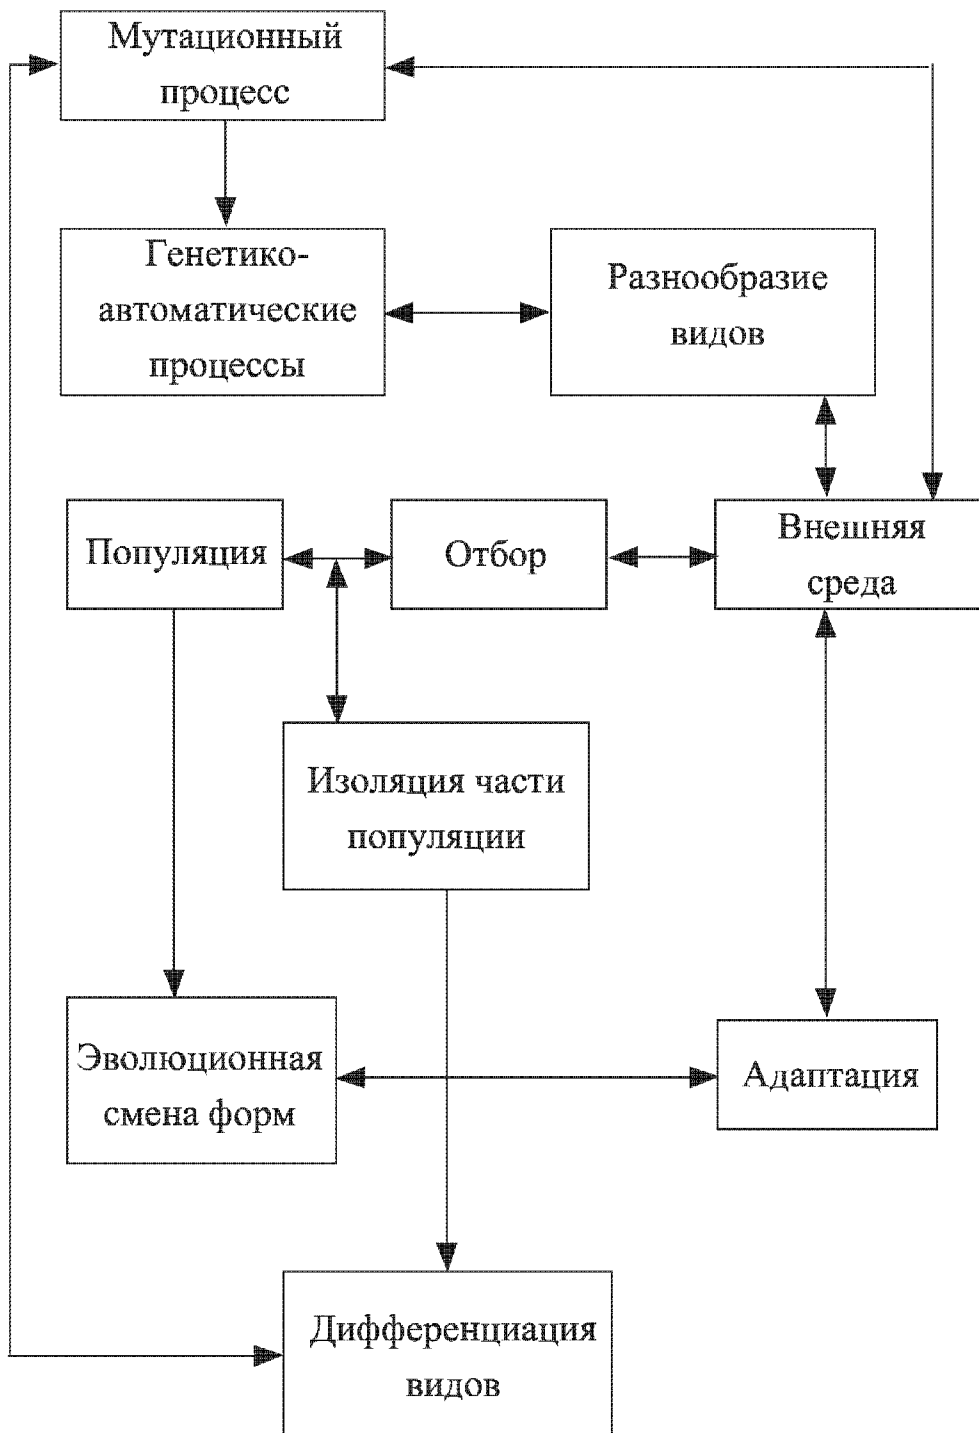 Мутационный
процесс
Генетико-
автоматические
процессы
Разнообразие
видов
Популяция
Отбор
Внешняя
среда
Изоляция части
популяции
Эволюционная
смена форм
Адаптация
Дифференциация
видов